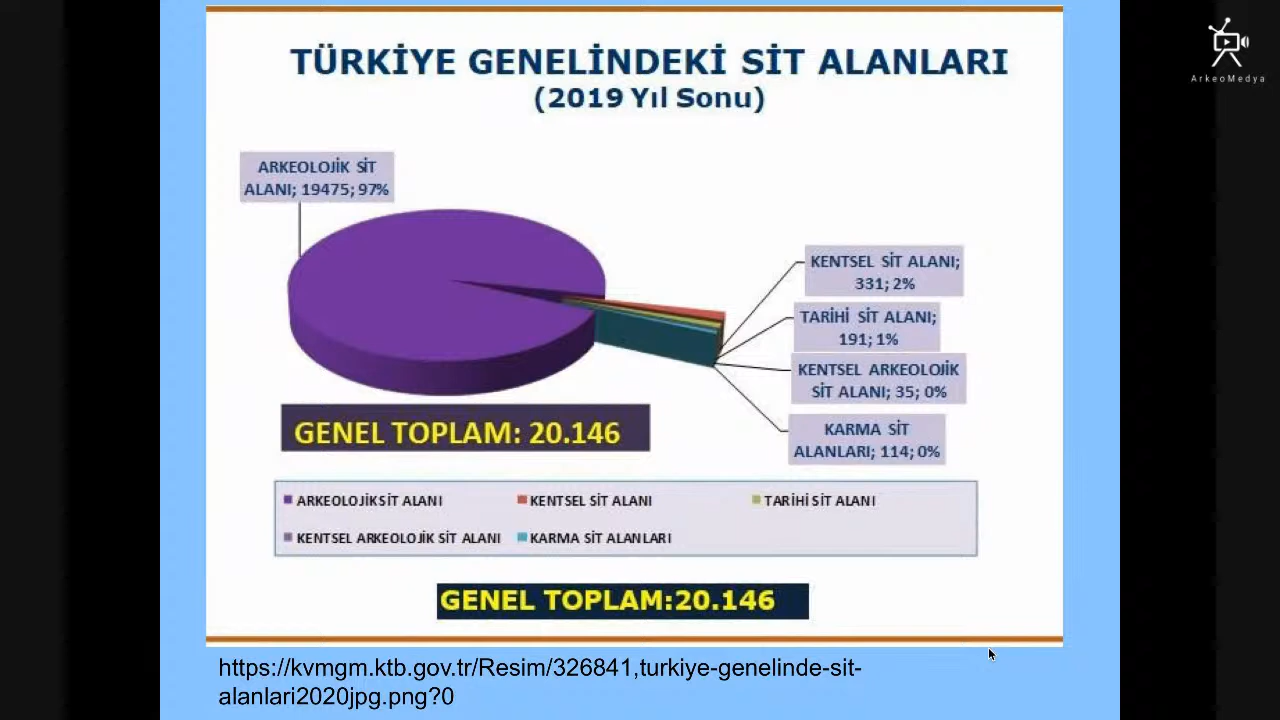 TÜRKİYE GENELİNDEKİ SİT ALANLARI
(2019 Yıl Sonu)
ArkeoMedya
ARKEOLOJİK SİT
ALANI; 19475; 97%
KENTSEL SİT ALANI;
331; 2%
TARİHİ SİT ALANI;
191; 1%
KENTSEL ARKEOLOJİK
SİT ALANI; 35; 0%
KARMA SİT
ALANLARI; 114; 0%
GENEL TOPLAM: 20.146
ARKEOLOJİKSİT ALANI
KENTSEL SİT ALANI
TARİHİ SİT ALANI
KENTSEL ARKEOLOJİK SİT ALANI
KARMA SİT ALANLARI
GENEL TOPLAM:20.146
https://kvmgm.ktb.gov.tr/Resim/326841,turkiye-genelinde-sit-
alanlari2020jpg.png?0